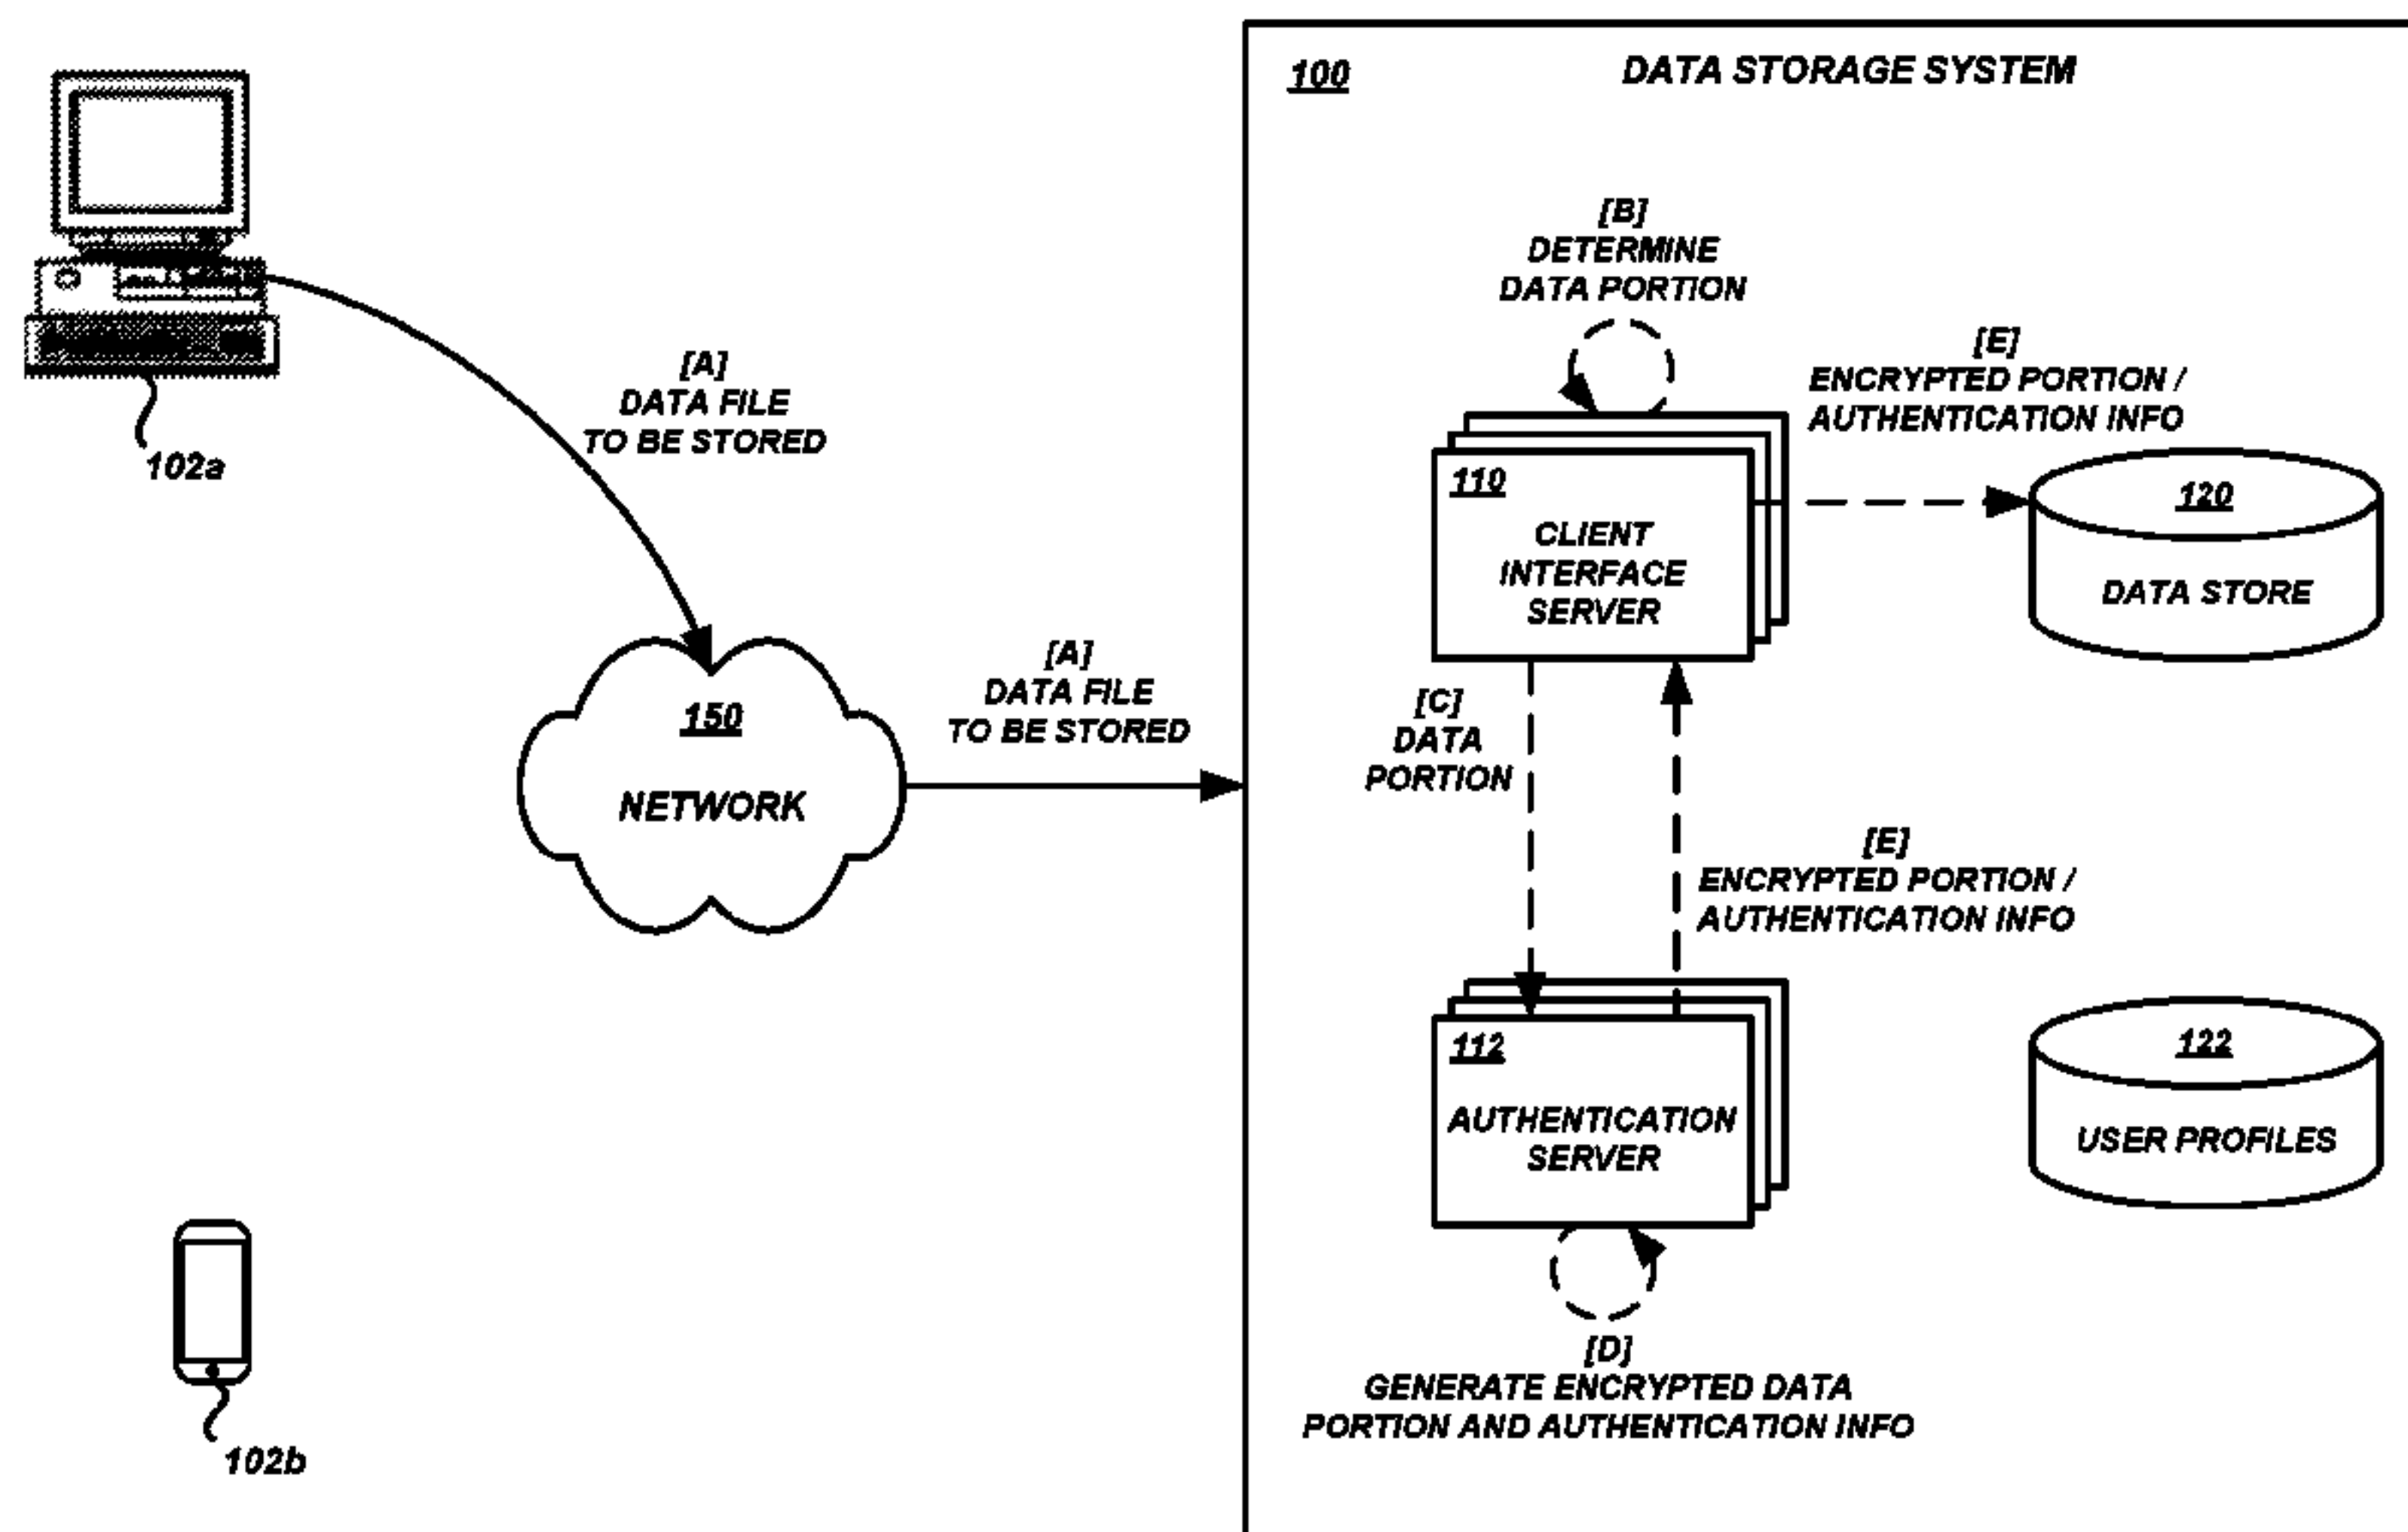 100
DATA STORAGE SYSTEM
[B]
DETERMINE
DATA PORTION
[E]
ENCRYPTED PORTION /
AUTHENTICATION INFO
[A]
DATA FILE
TO BE STORED
102a
110
CLIENT
INTERFACE
SERVER
120
DATA STORE
[A]
DATA FILE
TO BE STORED
150
NETWORK
[C]
DATA
PORTION
[E]
ENCRYPTED PORTION /
AUTHENTICATION INFO
112
AUTHENTICATION
SERVER
122
USER PROFILES
[D]
GENERATE ENCRYPTED DATA
PORTION AND AUTHENTICATION INFO
102b